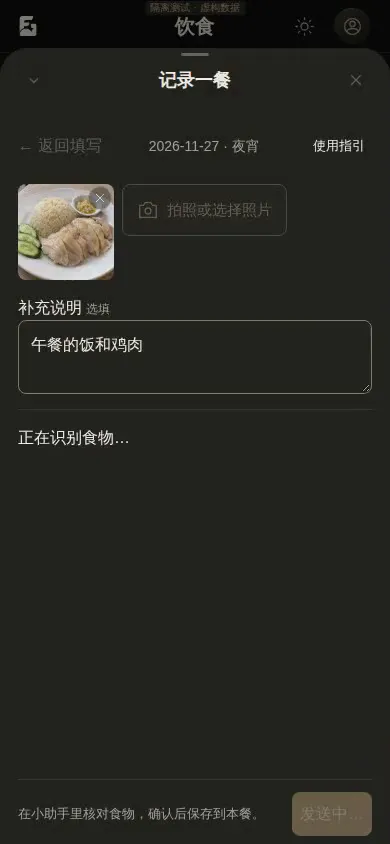 隔离测试 · 虚构数据
饮食
记录一餐
← 返回填写
2026-11-27 · 夜宵
使用指引
拍照或选择照片
补充说明 选填
午餐的饭和鸡肉
正在识别食物…
在小助手里核对食物，确认后保存到本餐。
发送中…